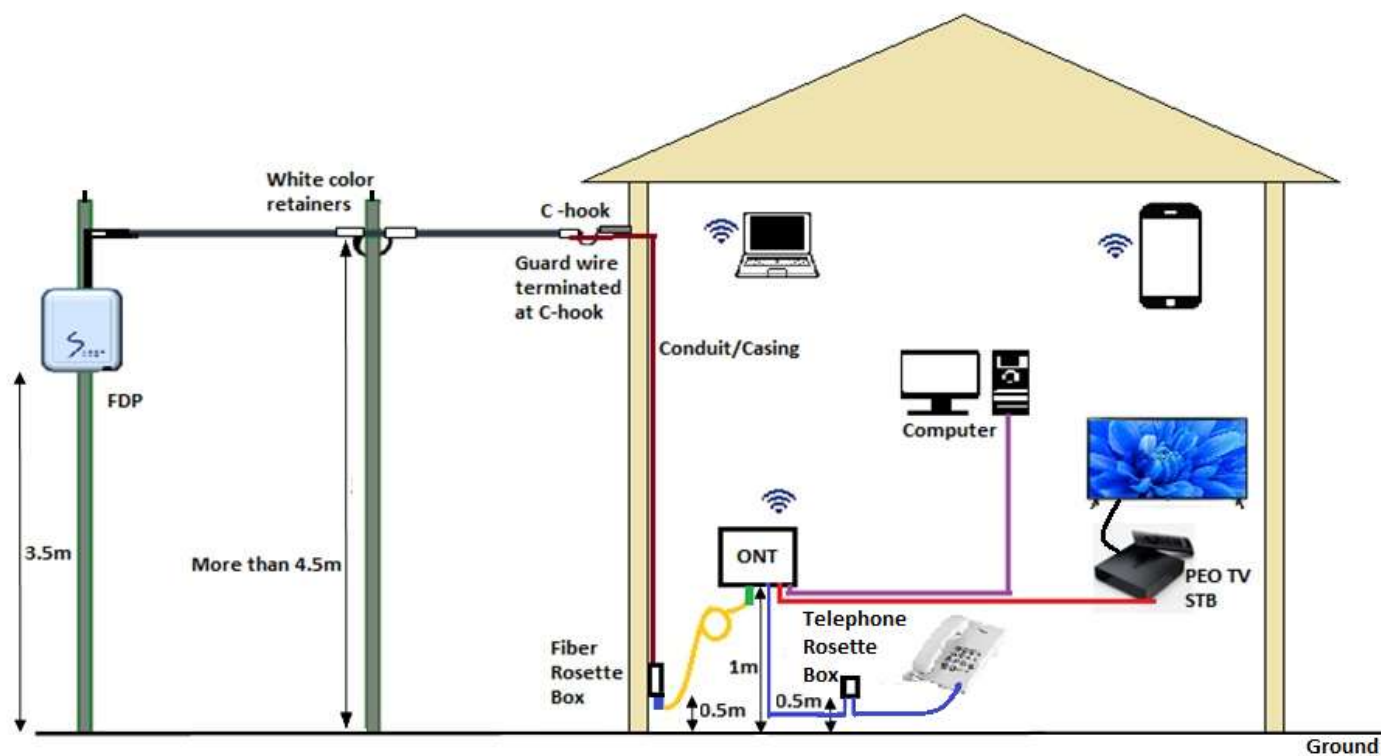 White color
retainers
C -hook
Guard wire
terminated
at C-hook
Conduit/Casing
FDP
Computer
3.5m
More than 4.5m
ONT
PEO TV
STB
Telephone
Rosette
Box
Fiber
Rosette
Box
1m
0.5m
0.5m
Ground